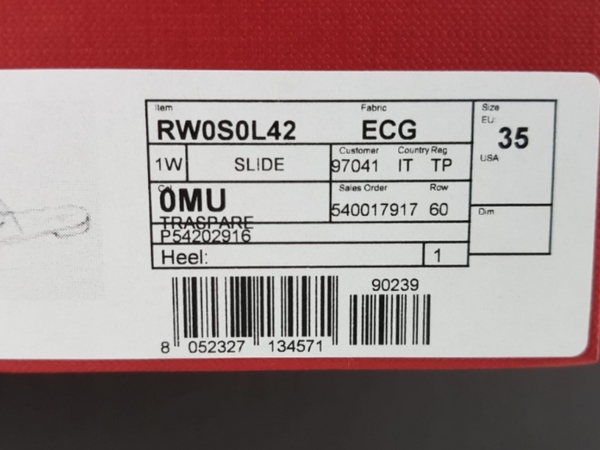 Item Fabric Size
RW0S0L42 ECG EU: 35
Customer Country Reg USA
1W SLIDE 97041 IT TP
Col. Sales Order Row Dim
0MU 540017917 60
TRASPARE
P54202916
Heel: 1
90239
8 052327 134571